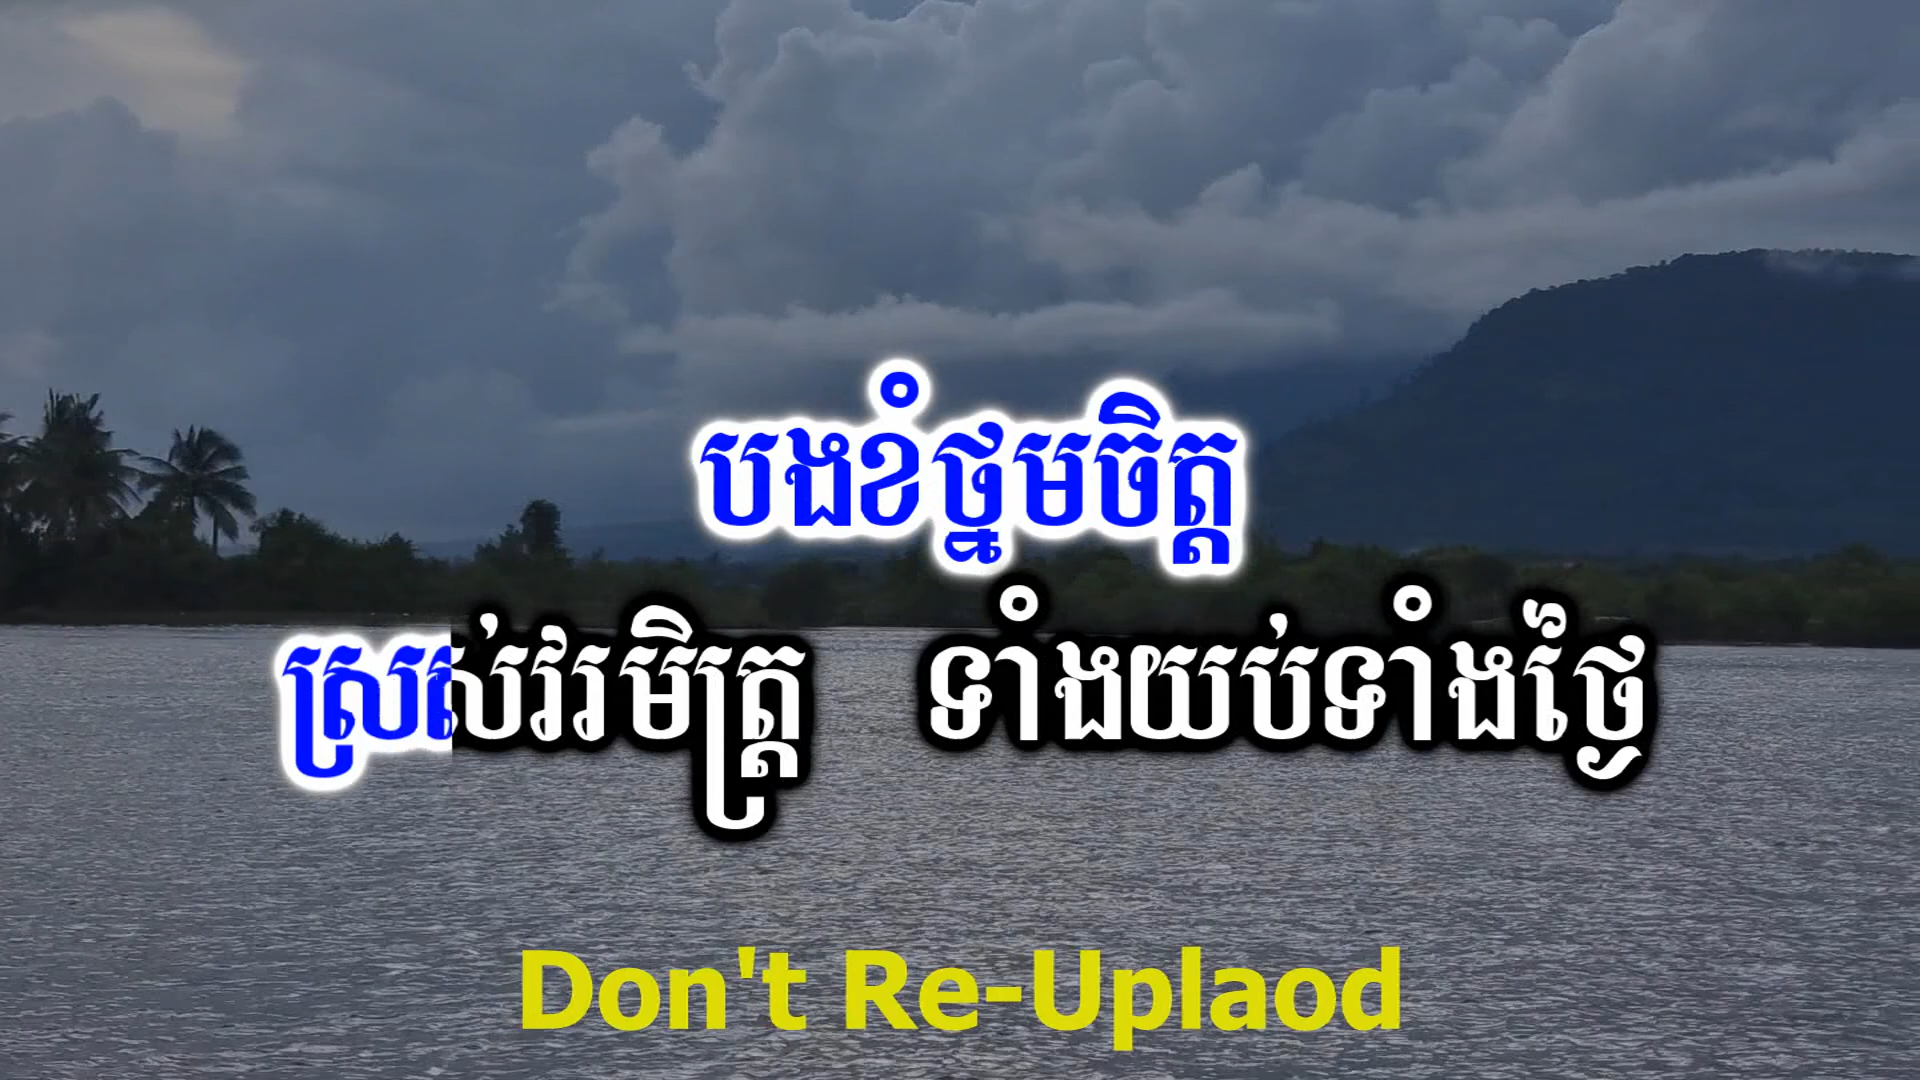 បងខំថ្នមចិត្ត
ស្រស់វរមិត្រ្ត ទាំងយប់ទាំងថ្ងៃ
Don't Re-Uplaod